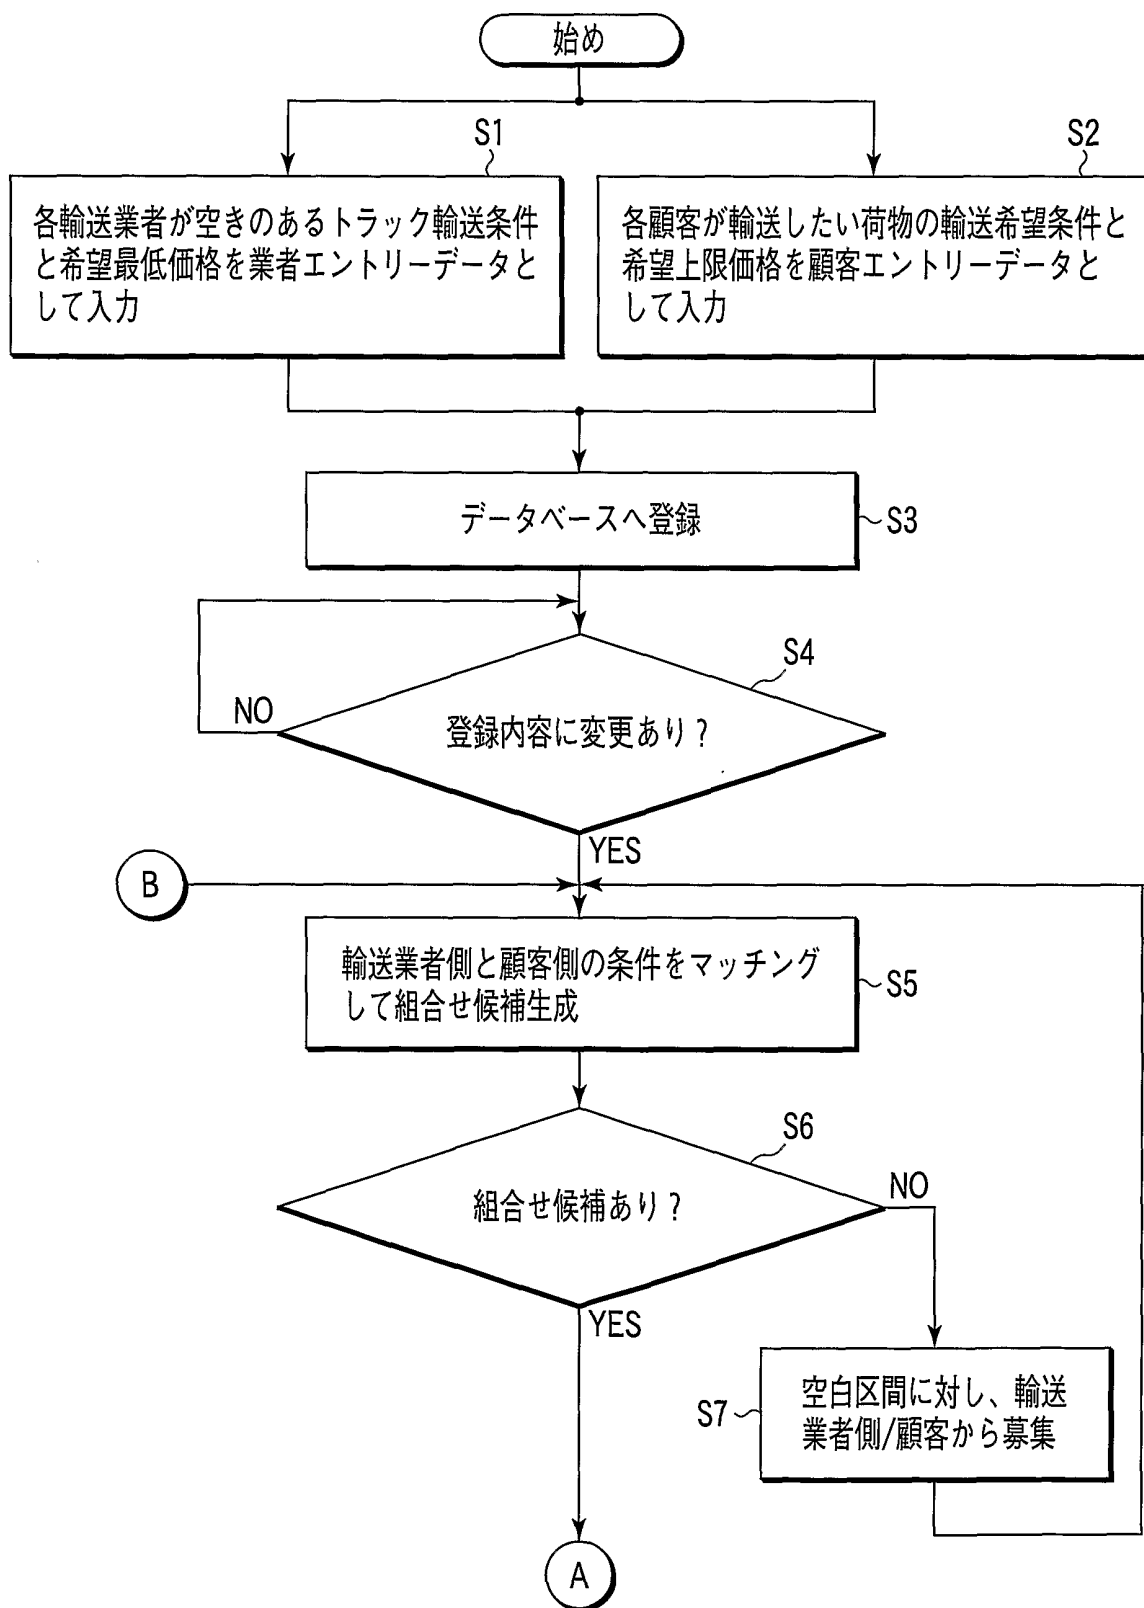 始め
S1
各輸送業者が空きのあるトラック輸送条件
と希望最低価格を業者エントリーデータと
して入力
S2
各顧客が輸送したい荷物の輸送希望条件と
希望上限価格を顧客エントリーデータと
して入力
データベースへ登録
S3
S4
NO
登録内容に変更あり？
YES
B
輸送業者側と顧客側の条件をマッチング
して組合せ候補生成
S5
S6
組合せ候補あり？
NO
YES
S7
空白区間に対し、輸送
業者側/顧客から募集
A